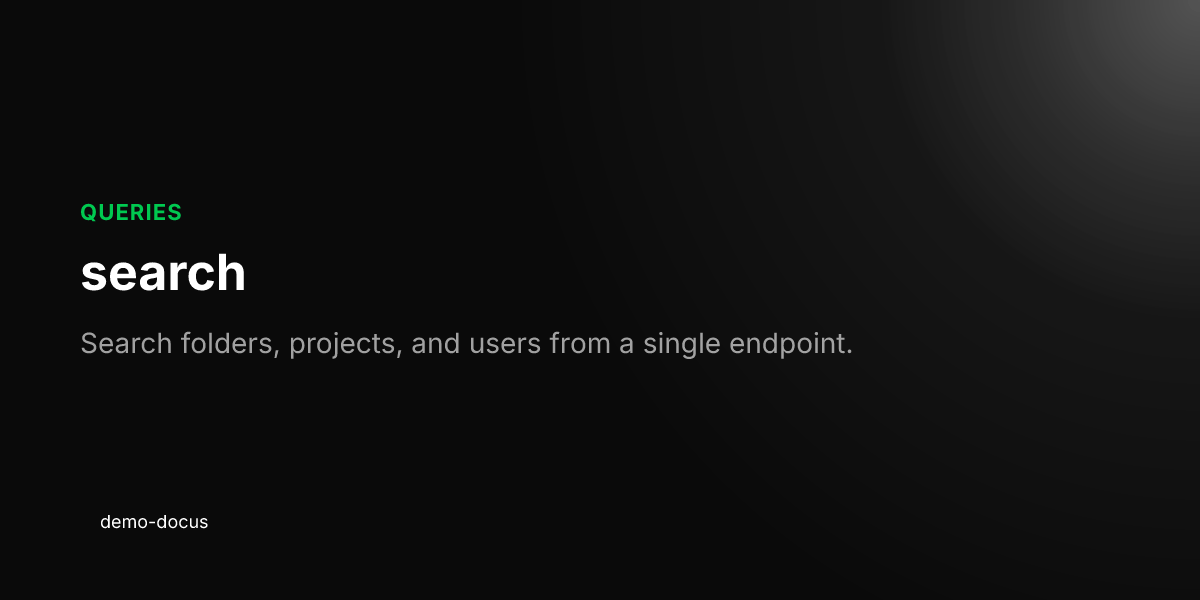 QUERIES
search
Search folders, projects, and users from a single endpoint.
demo-docus